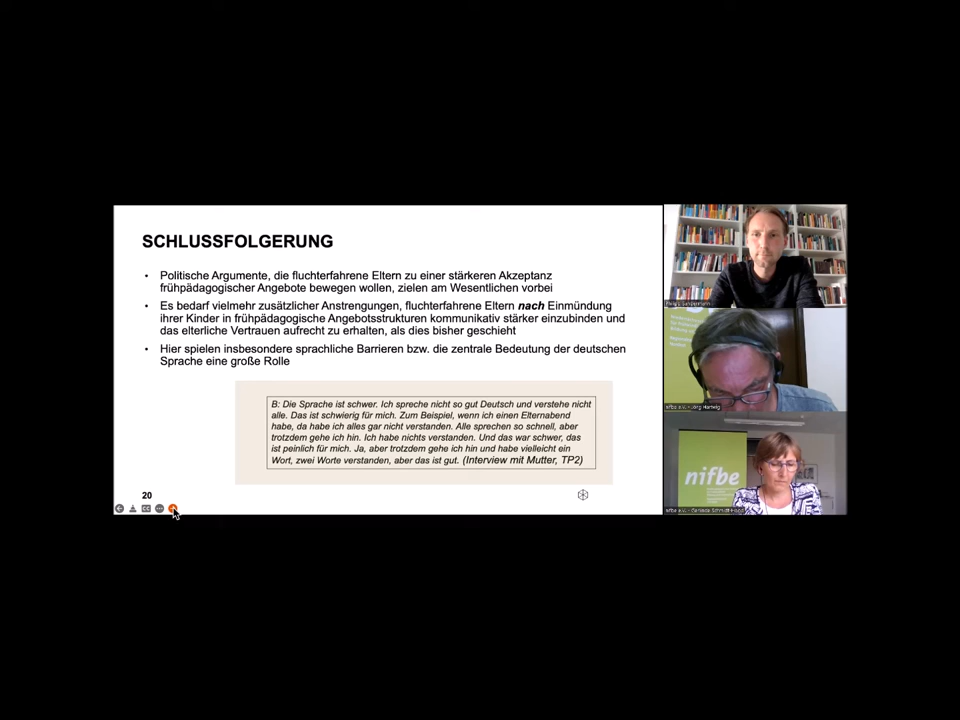 SCHLUSSFOLGERUNG
• Politische Argumente, die fluchterfahrene Eltern zu einer stärkeren Akzeptanz
frühpädagogischer Angebote bewegen wollen, zielen am Wesentlichen vorbei
• Es bedarf vielmehr zusätzlicher Anstrengungen, fluchterfahrene Eltern nach Einmündung
ihrer Kinder in frühpädagogische Angebotsstrukturen kommunikativ stärker einzubinden und
das elterliche Vertrauen aufrecht zu erhalten, als dies bisher geschieht
• Hier spielen insbesondere sprachliche Barrieren bzw. die zentrale Bedeutung der deutschen
Sprache eine große Rolle
B: Die Sprache ist schwer. Ich spreche nicht so gut Deutsch und verstehe nicht
alle. Das ist schwierig für mich. Zum Beispiel, wenn ich einen Elternabend
habe, da habe ich alles gar nicht verstanden. Alle sprechen so schnell, aber
trotzdem gehe ich hin. Ich habe nichts verstanden. Und das war schwer, das
ist peinlich für mich. Ja, aber trotzdem gehe ich hin und habe vielleicht ein
Wort, zwei Worte verstanden, aber das ist gut. (Interview mit Mutter, TP2)
20
nifbe e.V. - Jörg Hartwig
nifbe
nifbe e.V. -